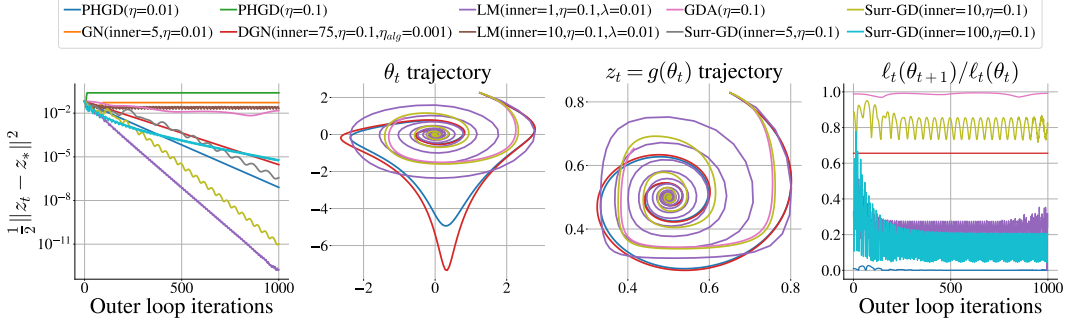 PHGD(η=0.01) PHGD(η=0.1) LM(inner=1,η=0.1,λ=0.01) GDA(η=0.1) Surr-GD(inner=10,η=0.1)
GN(inner=5,η=0.01) DGN(inner=75,η=0.1,η_alg=0.001) LM(inner=10,η=0.1,λ=0.01) Surr-GD(inner=5,η=0.1) Surr-GD(inner=100,η=0.1)
½||z_t − z_*||²
10⁻²
10⁻⁵
10⁻⁸
10⁻¹¹
0 1000
Outer loop iterations
θ_t trajectory
2
0
−2
−4
−6
−2 0 2
z_t = g(θ_t) trajectory
0.8
0.6
0.4
0.4 0.6 0.8
ℓ_t(θ_{t+1})/ℓ_t(θ_t)
1.0
0.8
0.6
0.4
0.2
0.0
0 500 1000
Outer loop iterations